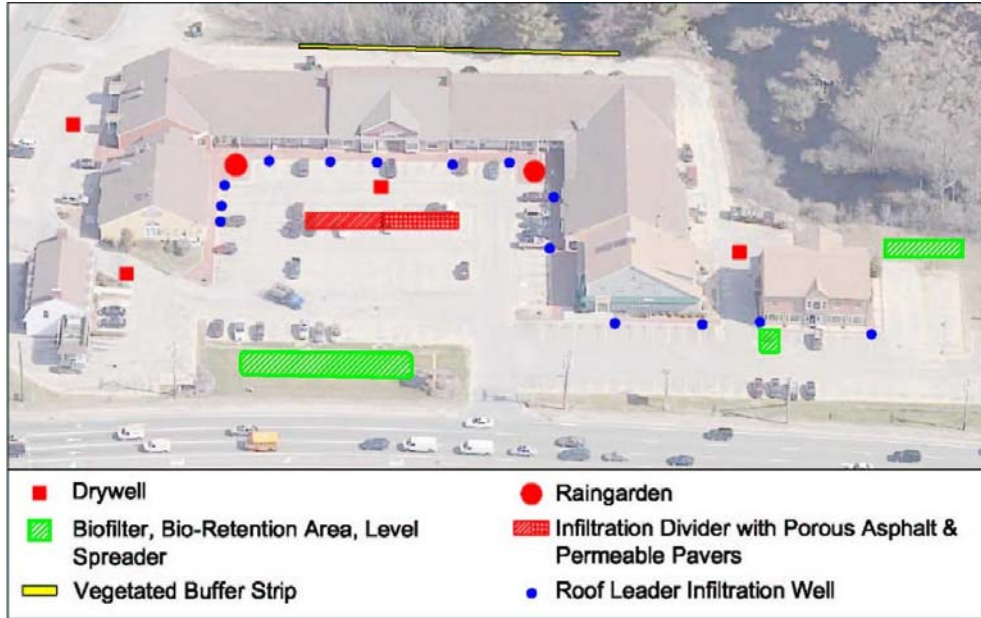 Drywell
Raingarden
Biofilter, Bio-Retention Area, Level
Spreader
Infiltration Divider with Porous Asphalt &
Permeable Pavers
Vegetated Buffer Strip
Roof Leader Infiltration Well